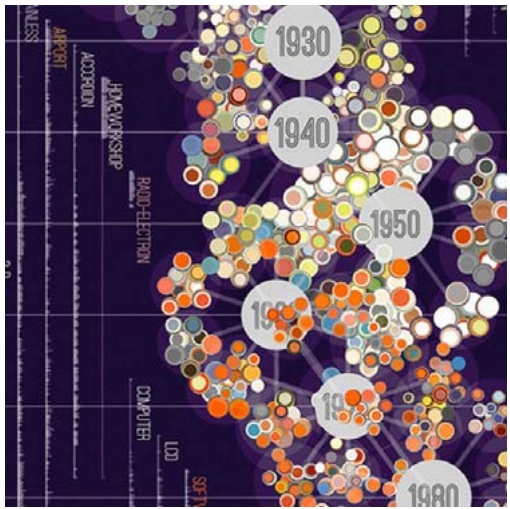 AIRPORT
ACCORDION
HOMEWORKSHOP
RADIO-ELECTRON
COMPUTER
LCD
1930
1940
1950
1980